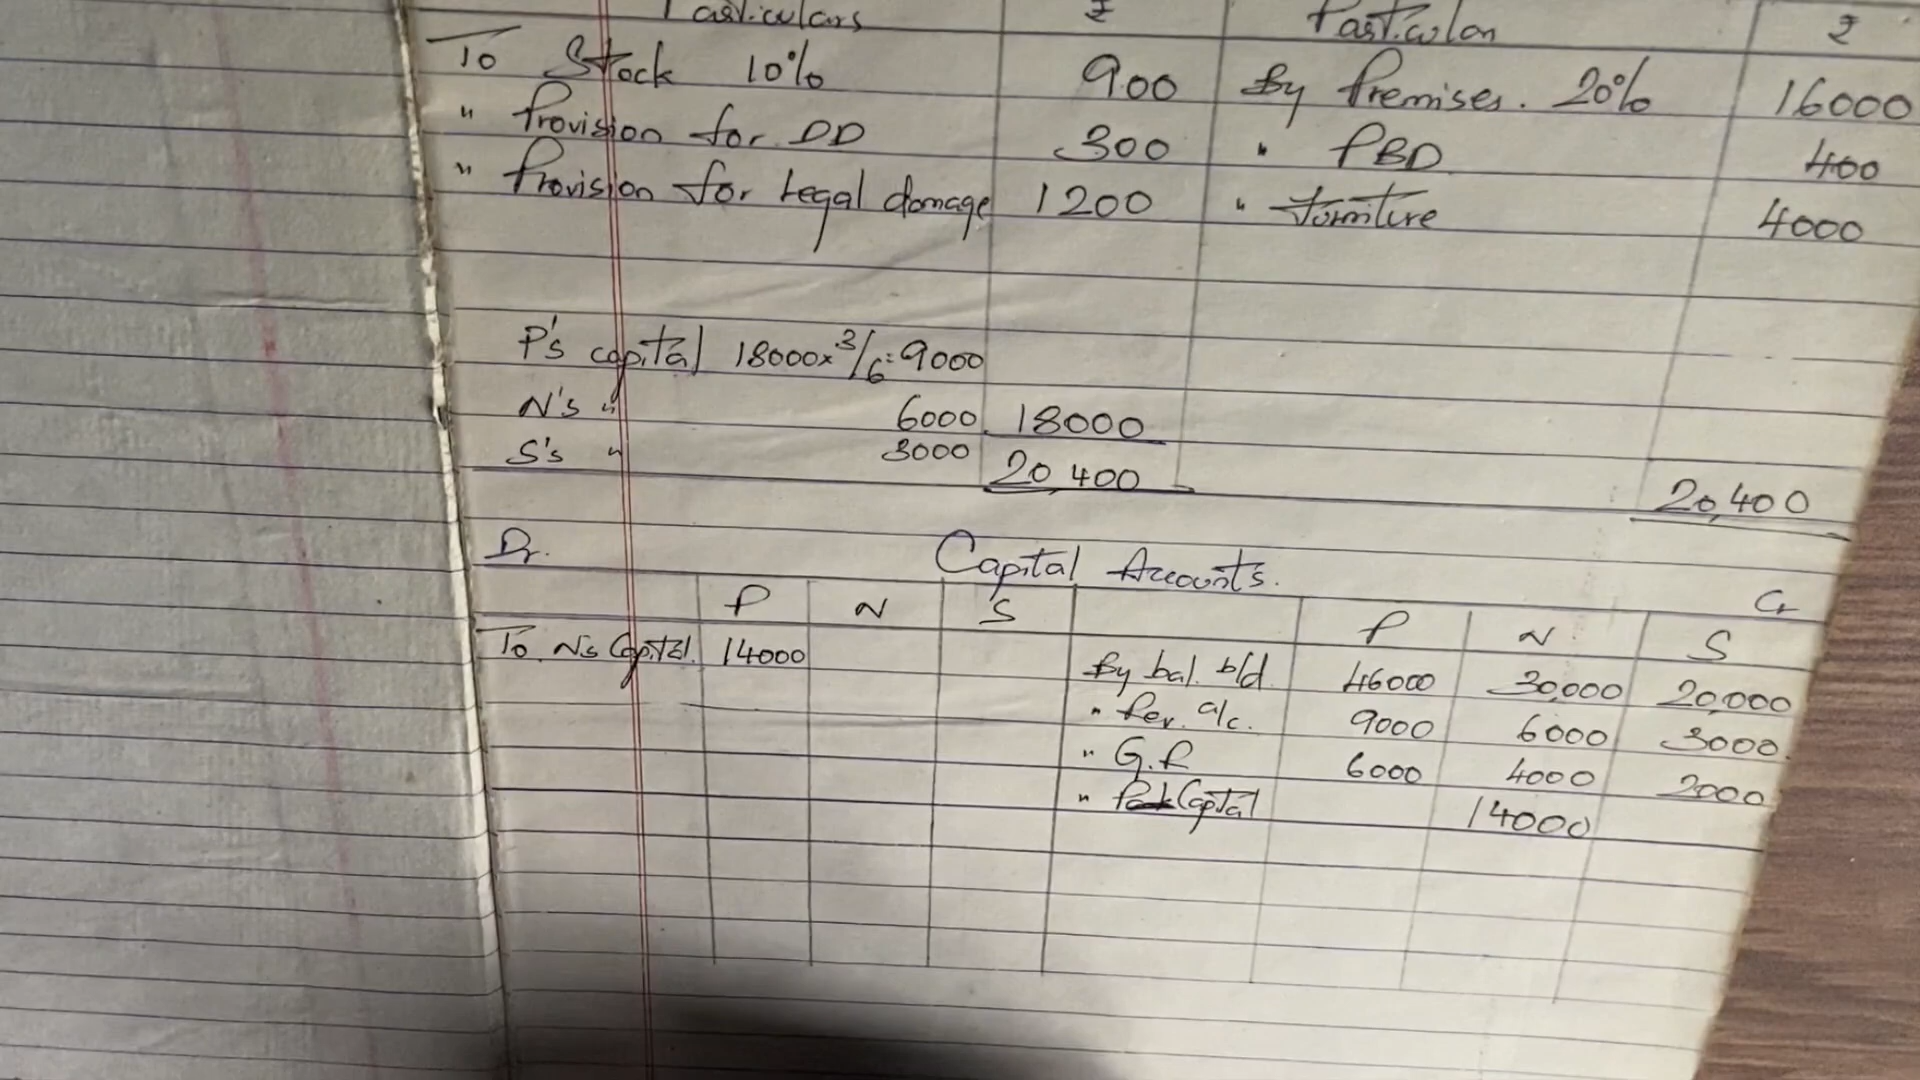 Particulars ₹ Particulars ₹
To Stock 10% 900 By Premises. 20% 16000
" Provision for DD 300 " PBD 400
" Provision for Legal damage 1200 " furniture 4000
P's capital 18000x 3/6 = 9000
N's " 6000 18000
S's " 3000 20,400 20,400
Dr. Capital Accounts. Cr
P N S P N S
To N's Capital 14000 By bal. b/d 46000 30,000 20,000
" Rev. a/c. 9000 6000 3000
" G.R 6000 4000 2000
" Capital 14000